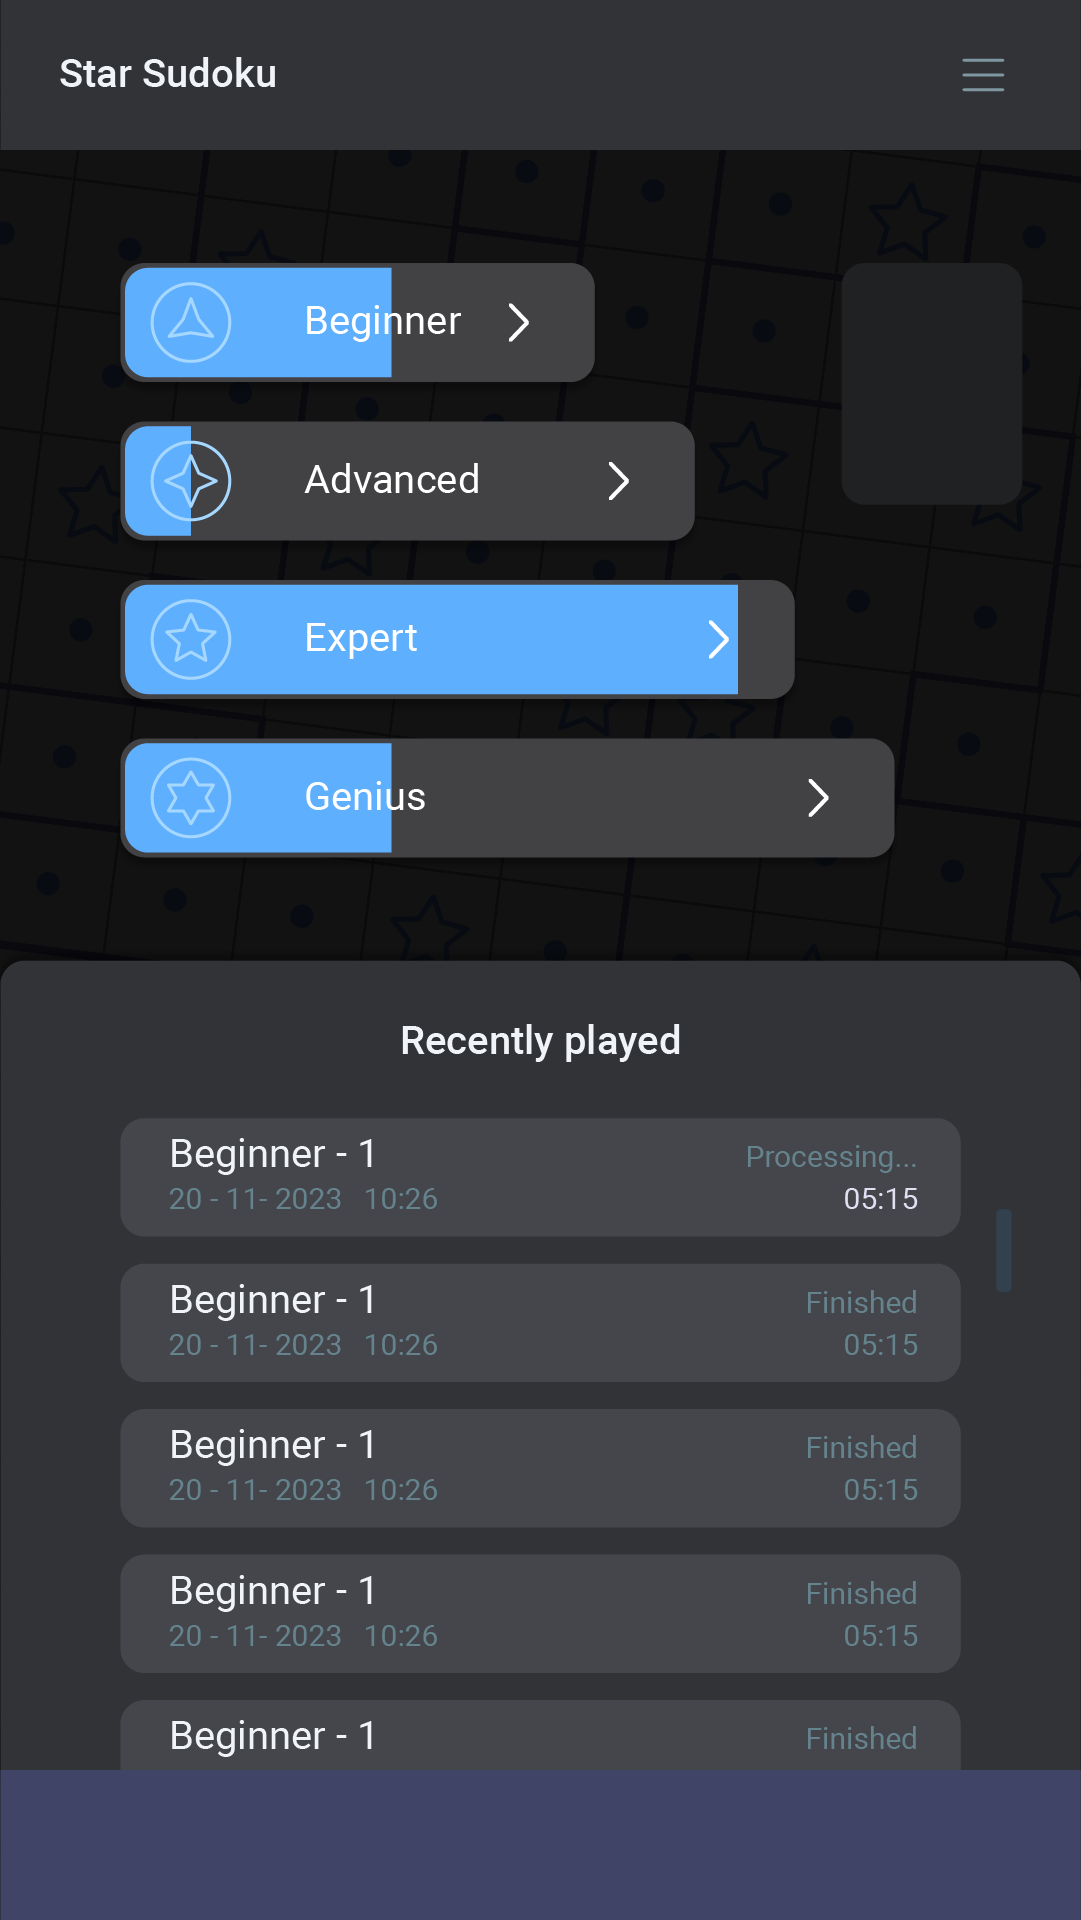 Star Sudoku
Beginner
Advanced
Expert
Genius
Recently played
Beginner - 1
Processing...
20 - 11- 2023 10:26
05:15
Beginner - 1
Finished
20 - 11- 2023 10:26
05:15
Beginner - 1
Finished
20 - 11- 2023 10:26
05:15
Beginner - 1
Finished
20 - 11- 2023 10:26
05:15
Beginner - 1
Finished